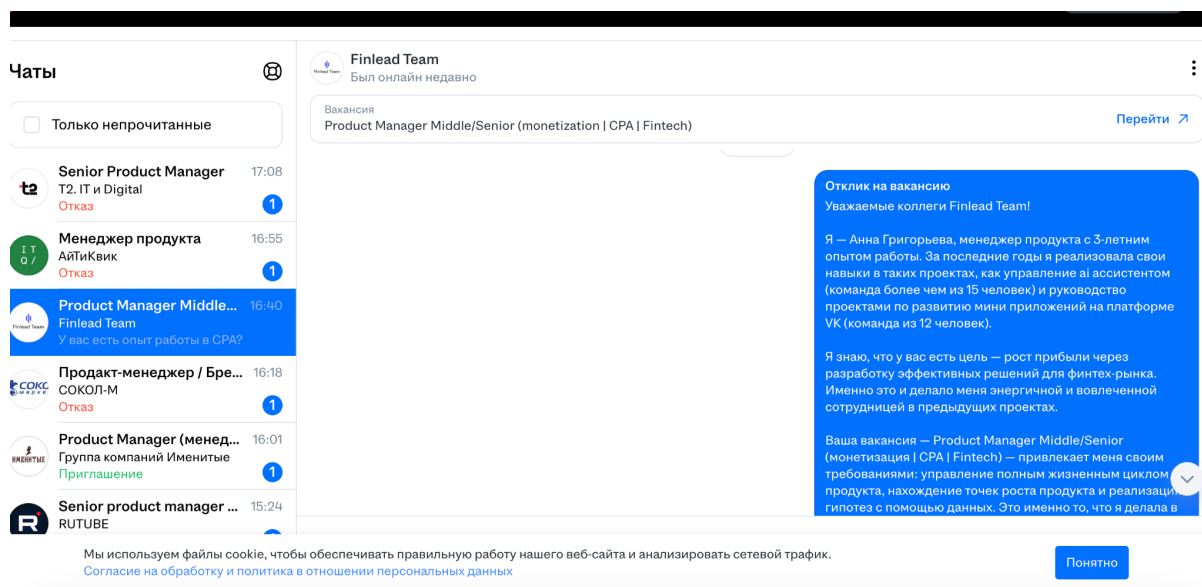 Чаты
Только непрочитанные
Senior Product Manager 17:08
T2. IT и Digital
Отказ 1
Менеджер продукта 16:55
АйТиКвик
Отказ 1
Product Manager Middle... 16:40
Finlead Team
У вас есть опыт работы в CPA?
Продакт-менеджер / Бре... 16:18
СОКОЛ-М
Отказ 1
Product Manager (менед... 16:01
Группа компаний Именитые
Приглашение 1
Senior product manager ... 15:24
RUTUBE
t2
IT
Q/
Finlead Team
ИМЕНИТЫЕ
R
Finlead Team
Был онлайн недавно
Вакансия
Product Manager Middle/Senior (monetization | CPA | Fintech)
Перейти
Отклик на вакансию
Уважаемые коллеги Finlead Team!
Я — Анна Григорьева, менеджер продукта с 3-летним
опытом работы. За последние годы я реализовала свои
навыки в таких проектах, как управление ai ассистентом
(команда более чем из 15 человек) и руководство
проектами по развитию мини приложений на платформе
VK (команда из 12 человек).
Я знаю, что у вас есть цель — рост прибыли через
разработку эффективных решений для финтех-рынка.
Именно это и делало меня энергичной и вовлеченной
сотрудницей в предыдущих проектах.
Ваша вакансия — Product Manager Middle/Senior
(монетизация | CPA | Fintech) — привлекает меня своим
требованиями: управление полным жизненным циклом
продукта, нахождение точек роста продукта и реализаци
гипотез с помощью данных. Это именно то, что я делала в
Мы используем файлы cookie, чтобы обеспечивать правильную работу нашего веб-сайта и анализировать сетевой трафик.
Согласие на обработку и политика в отношении персональных данных
Понятно